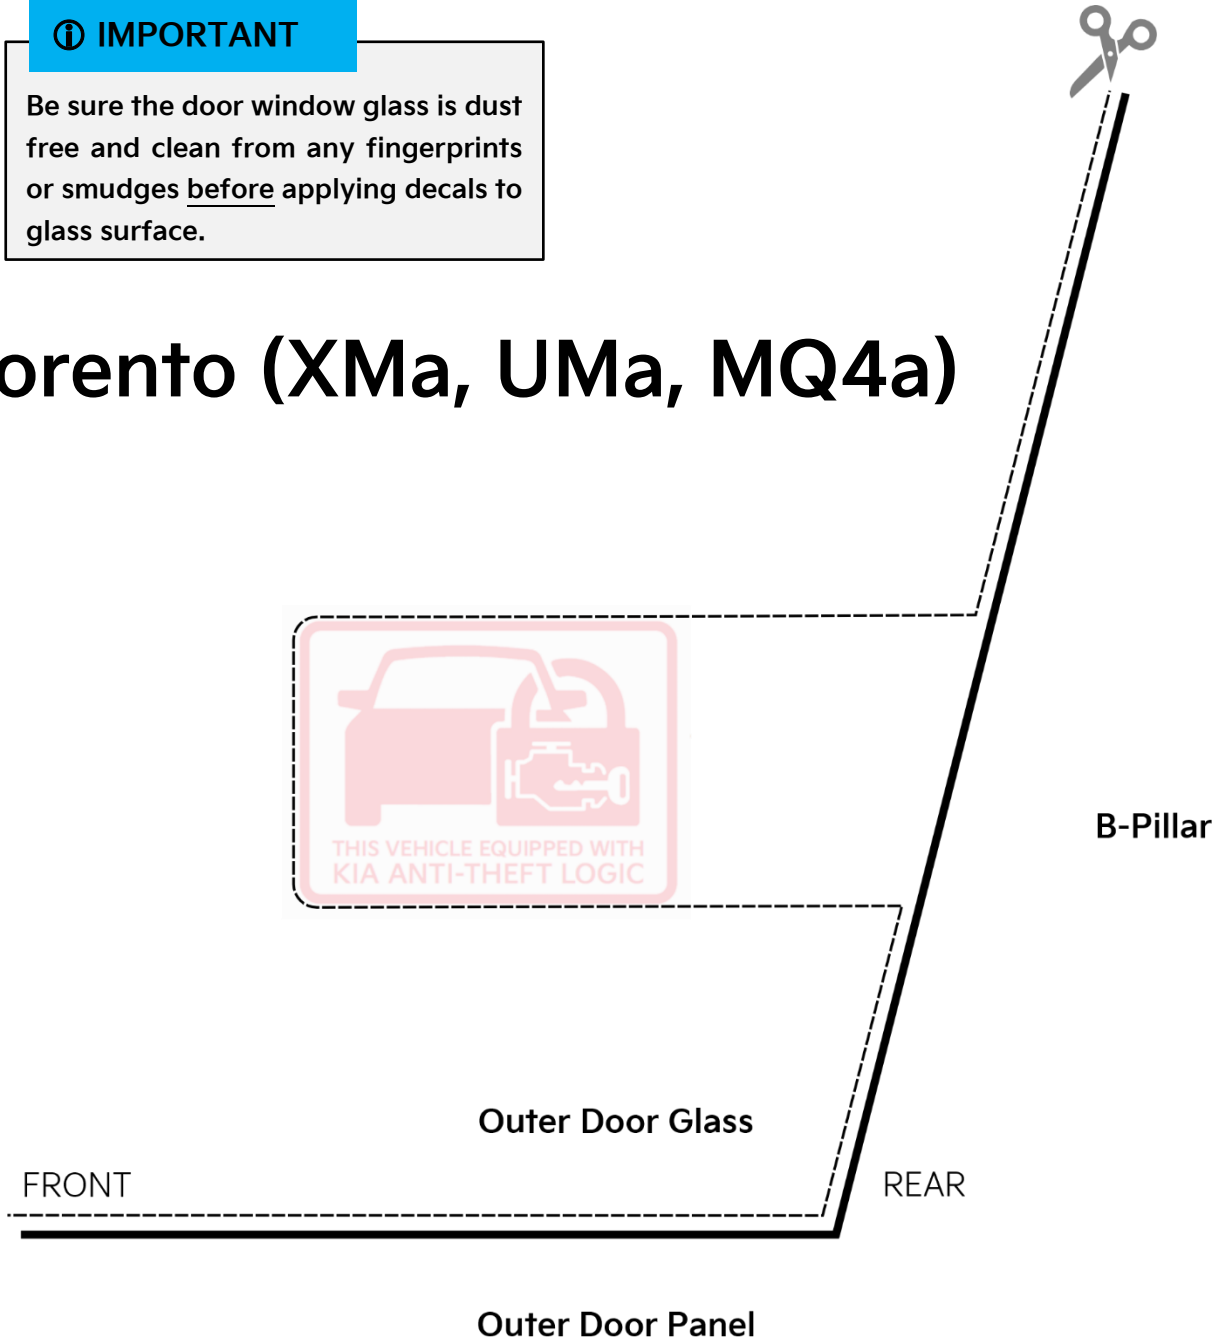 IMPORTANT
Be sure the door window glass is dust
free and clean from any fingerprints
or smudges before applying decals to
glass surface.
orento (XMa, UMa, MQ4a)
THIS VEHICLE EQUIPPED WITH
KIA ANTI-THEFT LOGIC
B-Pillar
Outer Door Glass
FRONT
REAR
Outer Door Panel